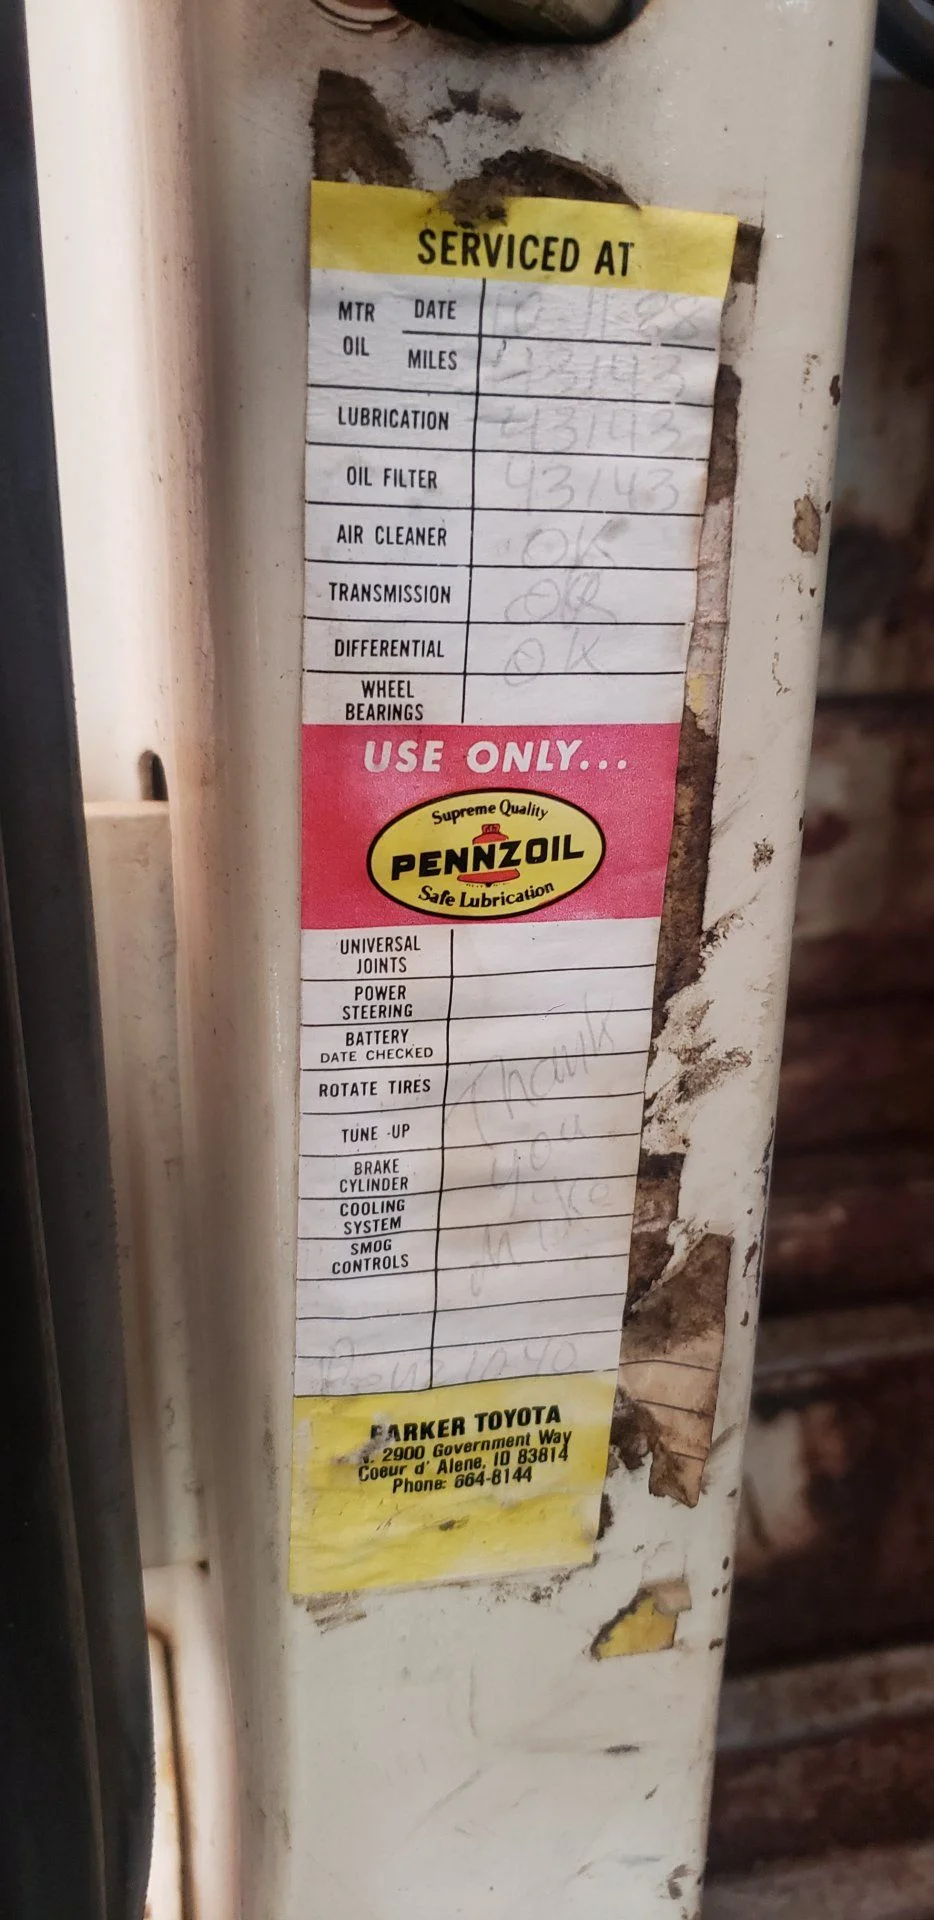 SERVICED AT
MTR OIL DATE 10-11-88
MILES 43143
LUBRICATION 43143
OIL FILTER 43143
AIR CLEANER OK
TRANSMISSION OK
DIFFERENTIAL OK
WHEEL
BEARINGS
USE ONLY...
Supreme Quality
PENNZOIL
Safe Lubrication
UNIVERSAL
JOINTS
POWER
STEERING
BATTERY
DATE CHECKED
Thank
ROTATE TIRES
TUNE-UP
you
BRAKE
CYLINDER
Mike
COOLING
SYSTEM
SMOG
CONTROLS
10W40
PARKER TOYOTA
N. 2900 Government Way
Coeur d' Alene, ID 83814
Phone: 664-8144